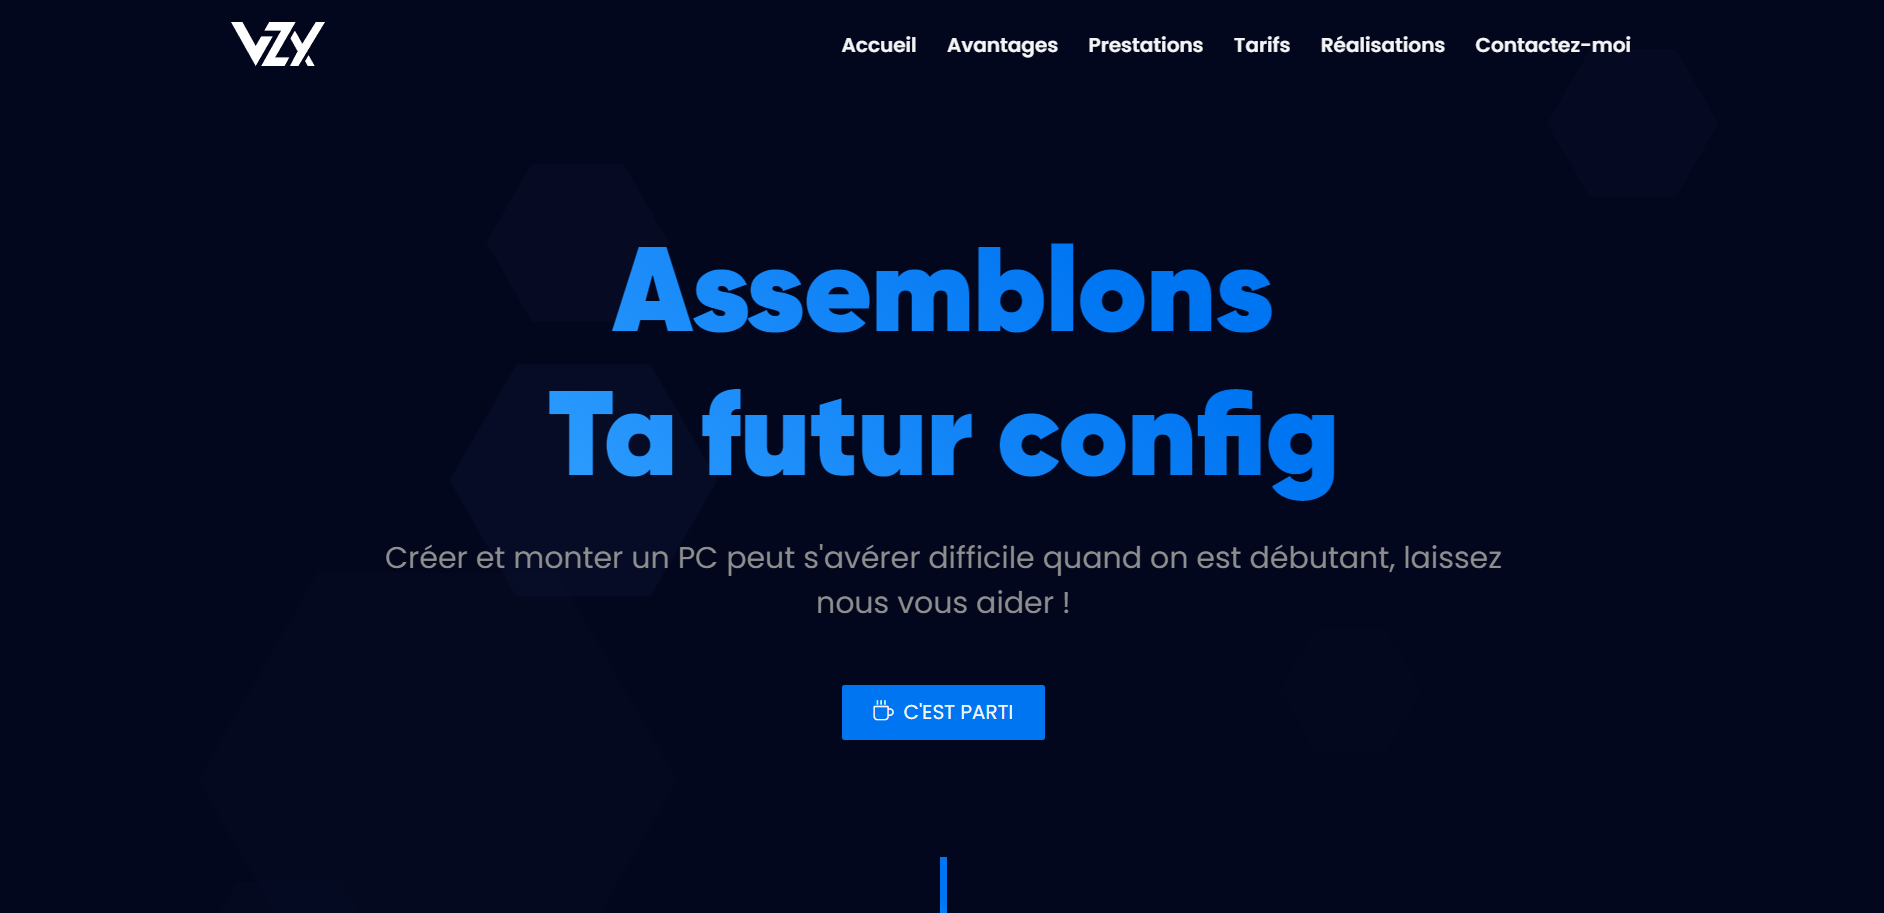 VZY
Accueil Avantages Prestations Tarifs Réalisations Contactez-moi
Assemblons
Ta futur config
Créer et monter un PC peut s'avérer difficile quand on est débutant, laissez
nous vous aider !
C'EST PARTI